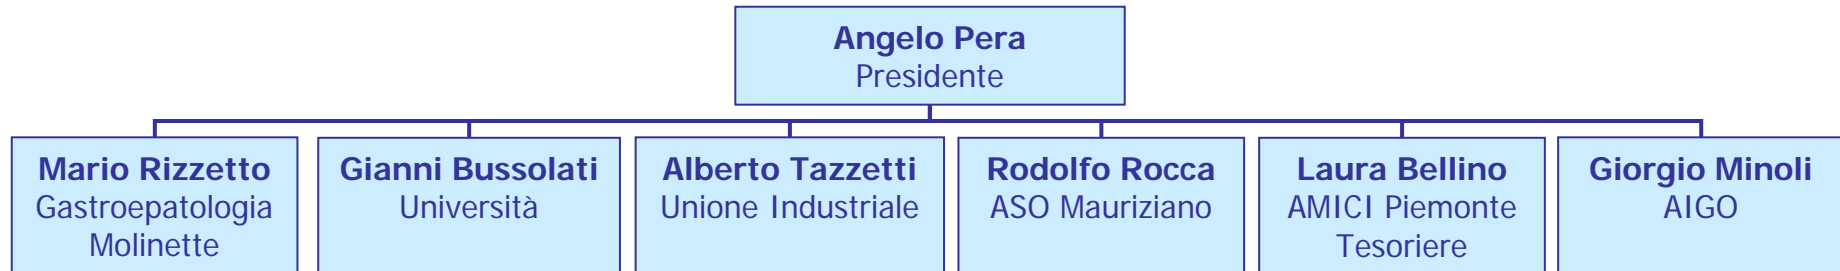 Angelo Pera
Presidente
Mario Rizzetto
Gastroepatologia
Molinette
Gianni Bussolati
Università
Alberto Tazzetti
Unione Industriale
Rodolfo Rocca
ASO Mauriziano
Laura Bellino
AMICI Piemonte
Tesoriere
Giorgio Minoli
AIGO